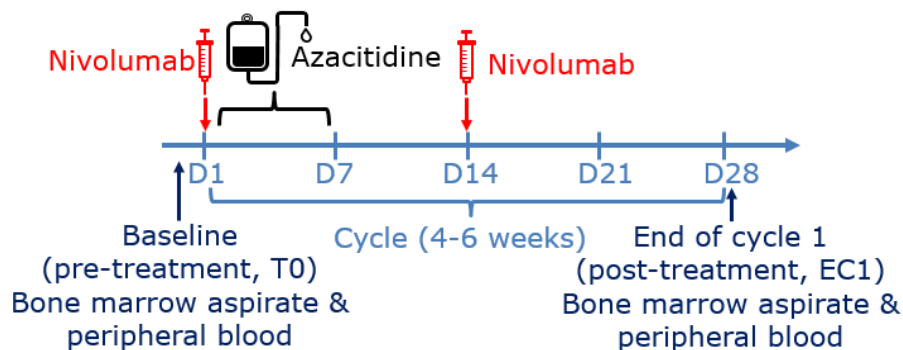 Nivolumab
Azacitidine
Nivolumab
D1
D7
D14
D21
D28
Cycle (4-6 weeks)
Baseline
(pre-treatment, T0)
Bone marrow aspirate &
peripheral blood
End of cycle 1
(post-treatment, EC1)
Bone marrow aspirate &
peripheral blood